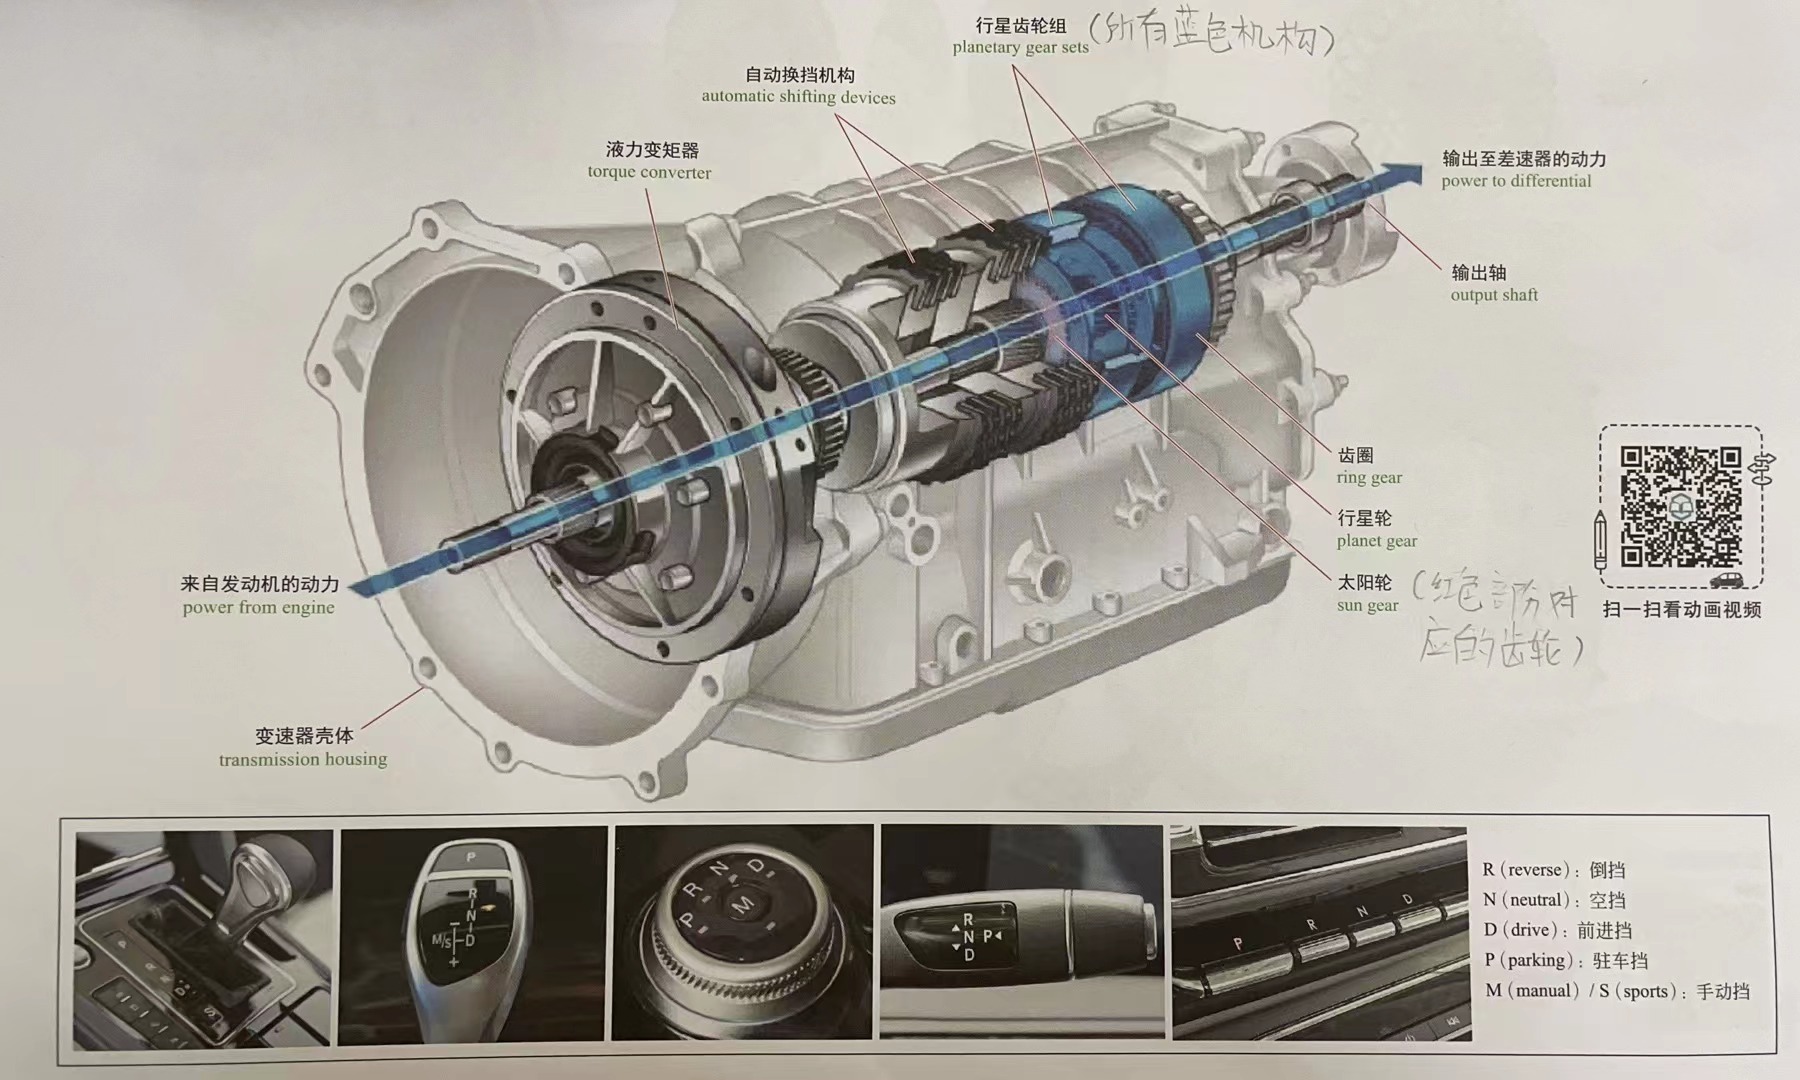 行星齿轮组(所有蓝色机构)
planetary gear sets
自动换挡机构
automatic shifting devices
液力变矩器
torque converter
输出至差速器的动力
power to differential
输出轴
output shaft
齿圈
ring gear
行星轮
planet gear
太阳轮(红色部分对
sun gear
应的齿轮)
扫一扫看动画视频
来自发动机的动力
power from engine
变速器壳体
transmission housing
P
R
N
D
S
P
R
N
M/S D
+
P R N D
M
R
N P
D
P R N D
R(reverse):倒挡
N(neutral):空挡
D(drive):前进挡
P(parking):驻车挡
M(manual)/ S(sports):手动挡